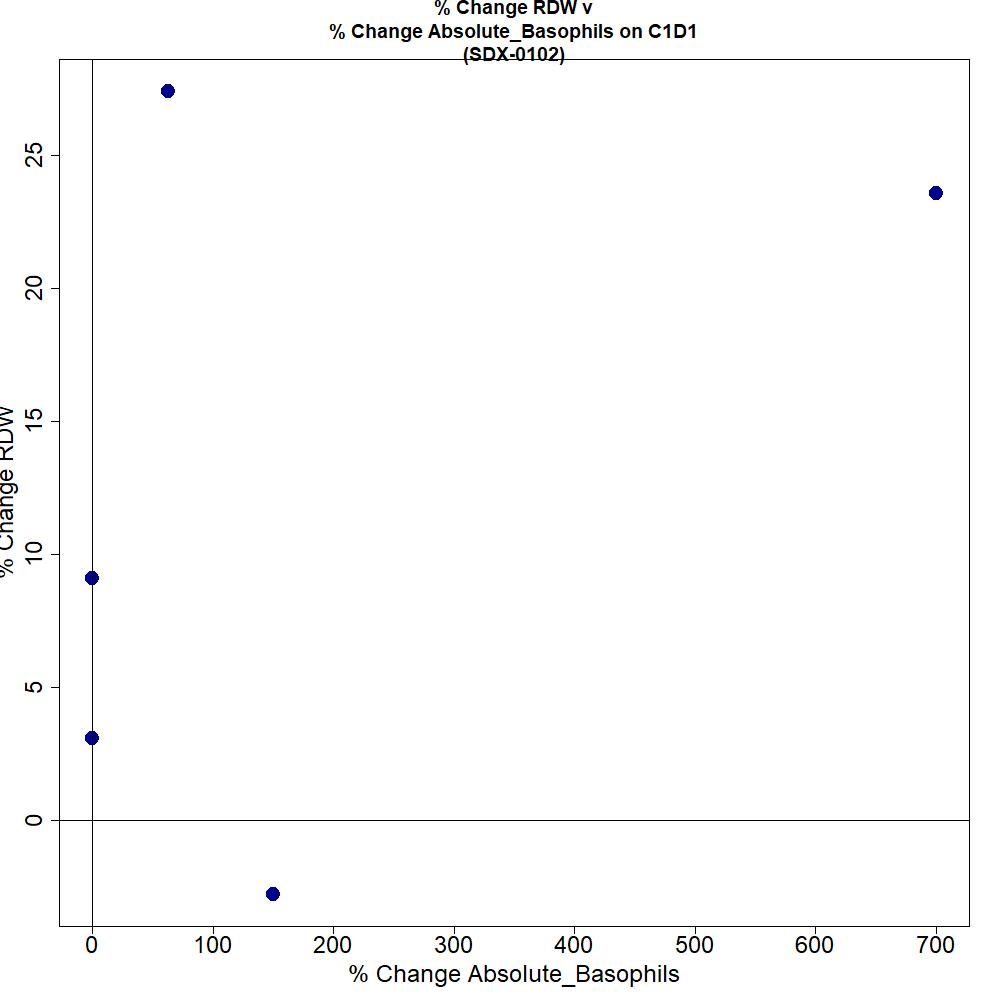 % Change RDW v
% Change Absolute_Basophils on C1D1
(SDX-0102)
% Change RDW
25
20
15
10
5
0
0 100 200 300 400 500 600 700
% Change Absolute_Basophils